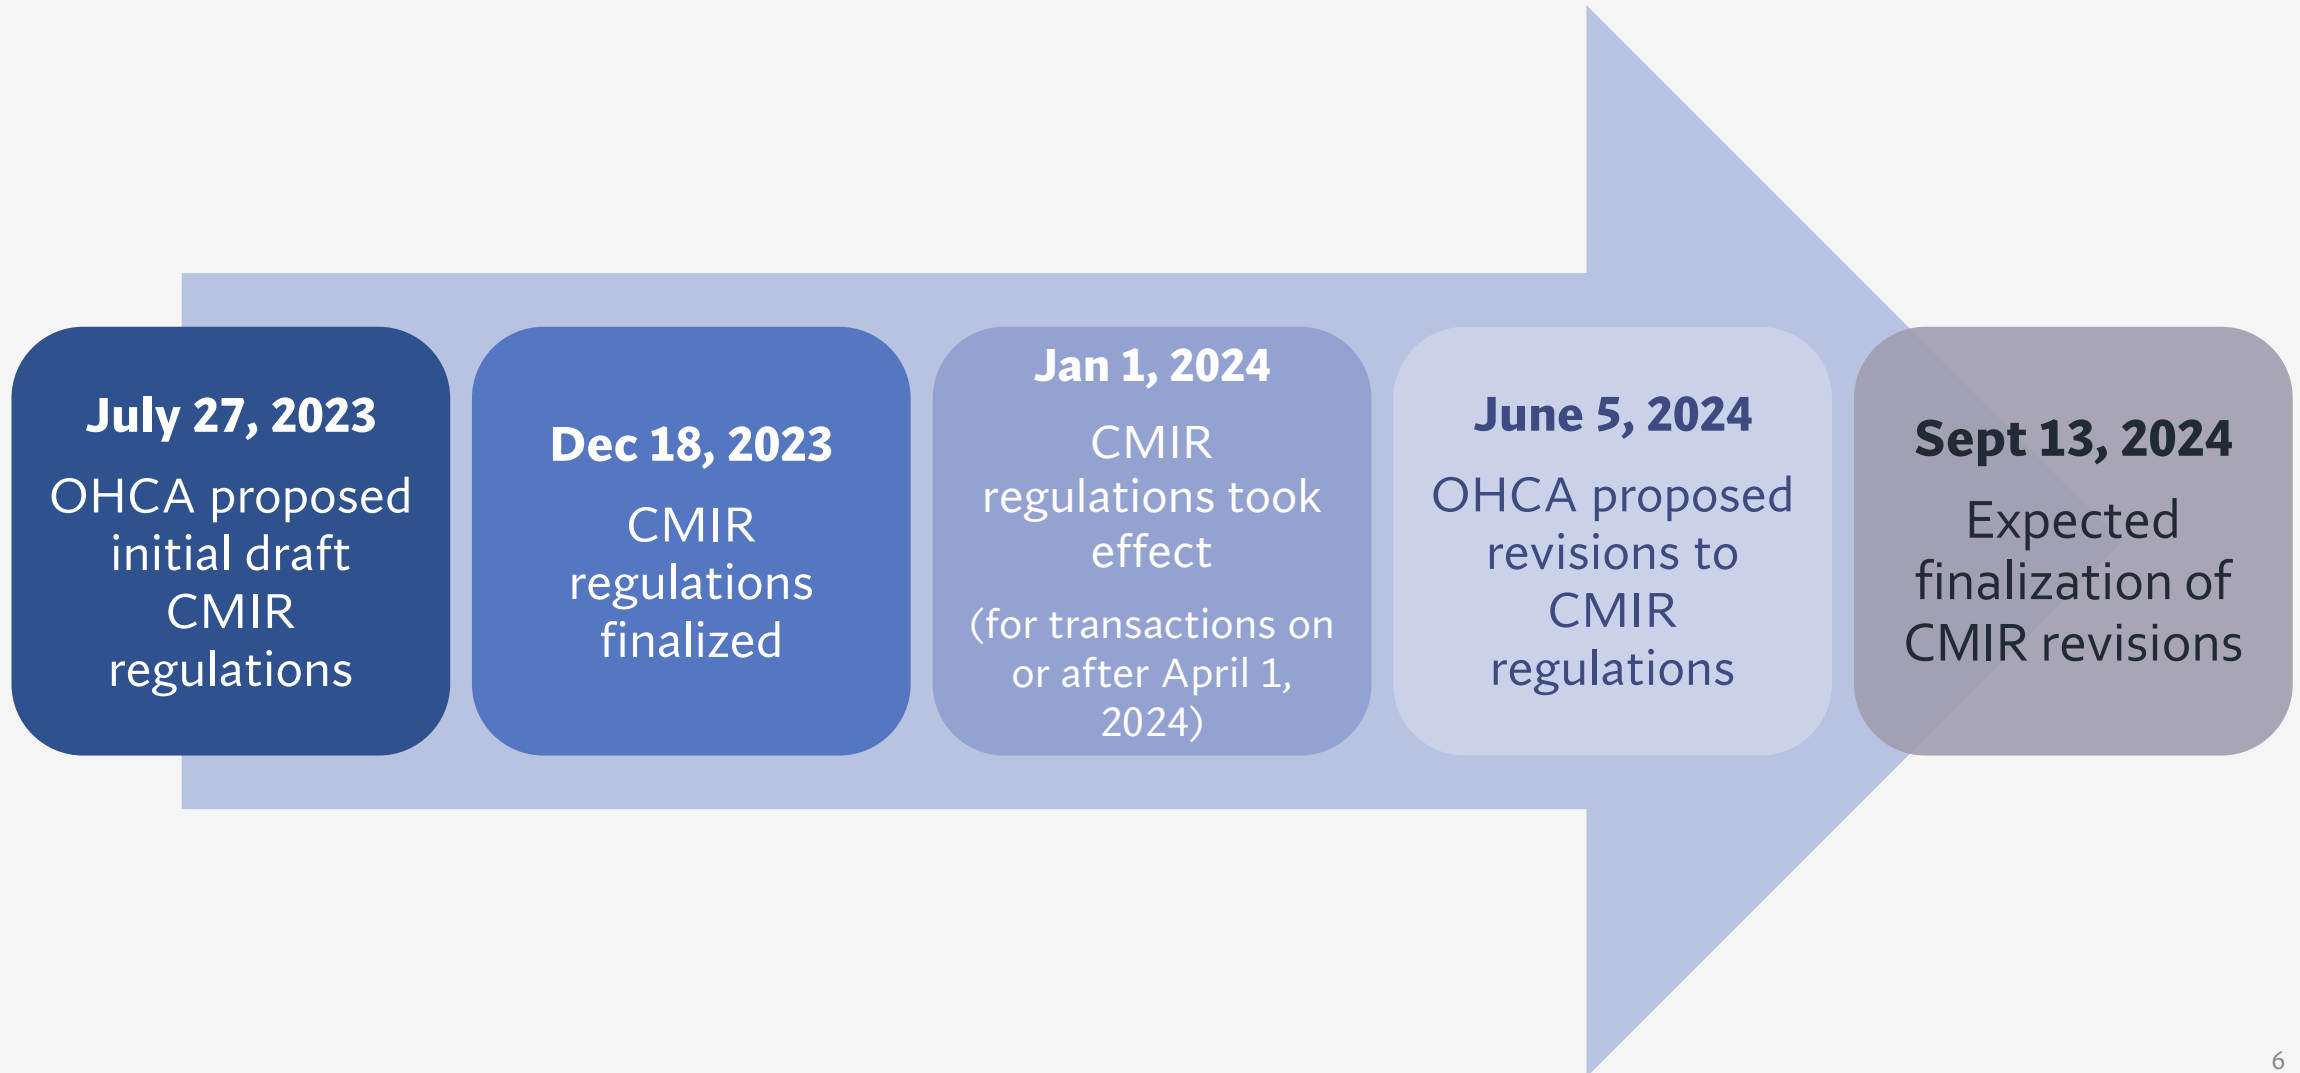 July 27, 2023
OHCA proposed
initial draft
CMIR
regulations
Dec 18, 2023
CMIR
regulations
finalized
Jan 1, 2024
CMIR
regulations took
effect
(for transactions on
or after April 1,
2024)
June 5, 2024
OHCA proposed
revisions to
CMIR
regulations
Sept 13, 2024
Expected
finalization of
CMIR revisions
6